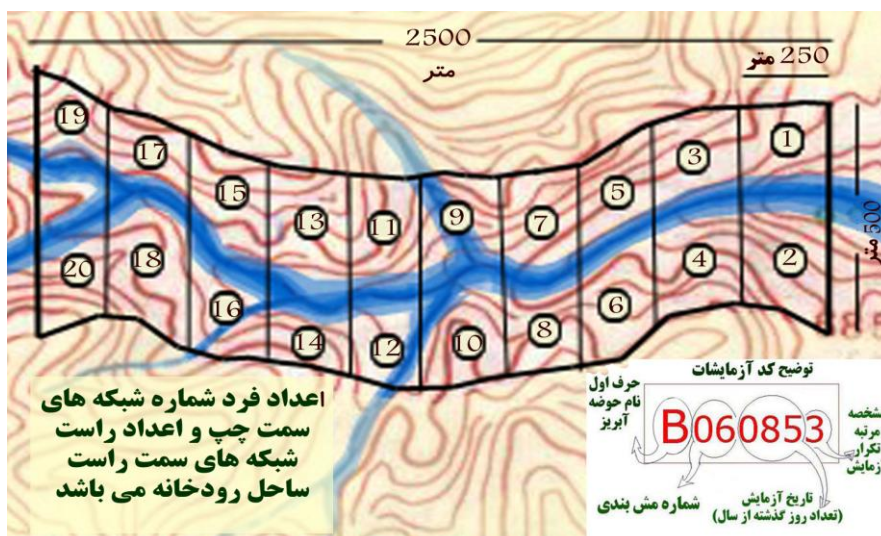 2500
متر
250 متر
500 متر
19
17
15
13
11
9
7
5
3
1
20
18
16
14
12
10
8
6
4
2
اعداد فرد شماره شبکه های
سمت چپ و اعداد راست
شبکه های سمت راست
ساحل رودخانه می باشد
توضیح کد آزمایشات
حرف اول
نام حوضه
آبریز
B060853
مرتبه
تکرار
شماره مش بندی
تاریخ آزمایش
(تعداد روز گذشته از سال)